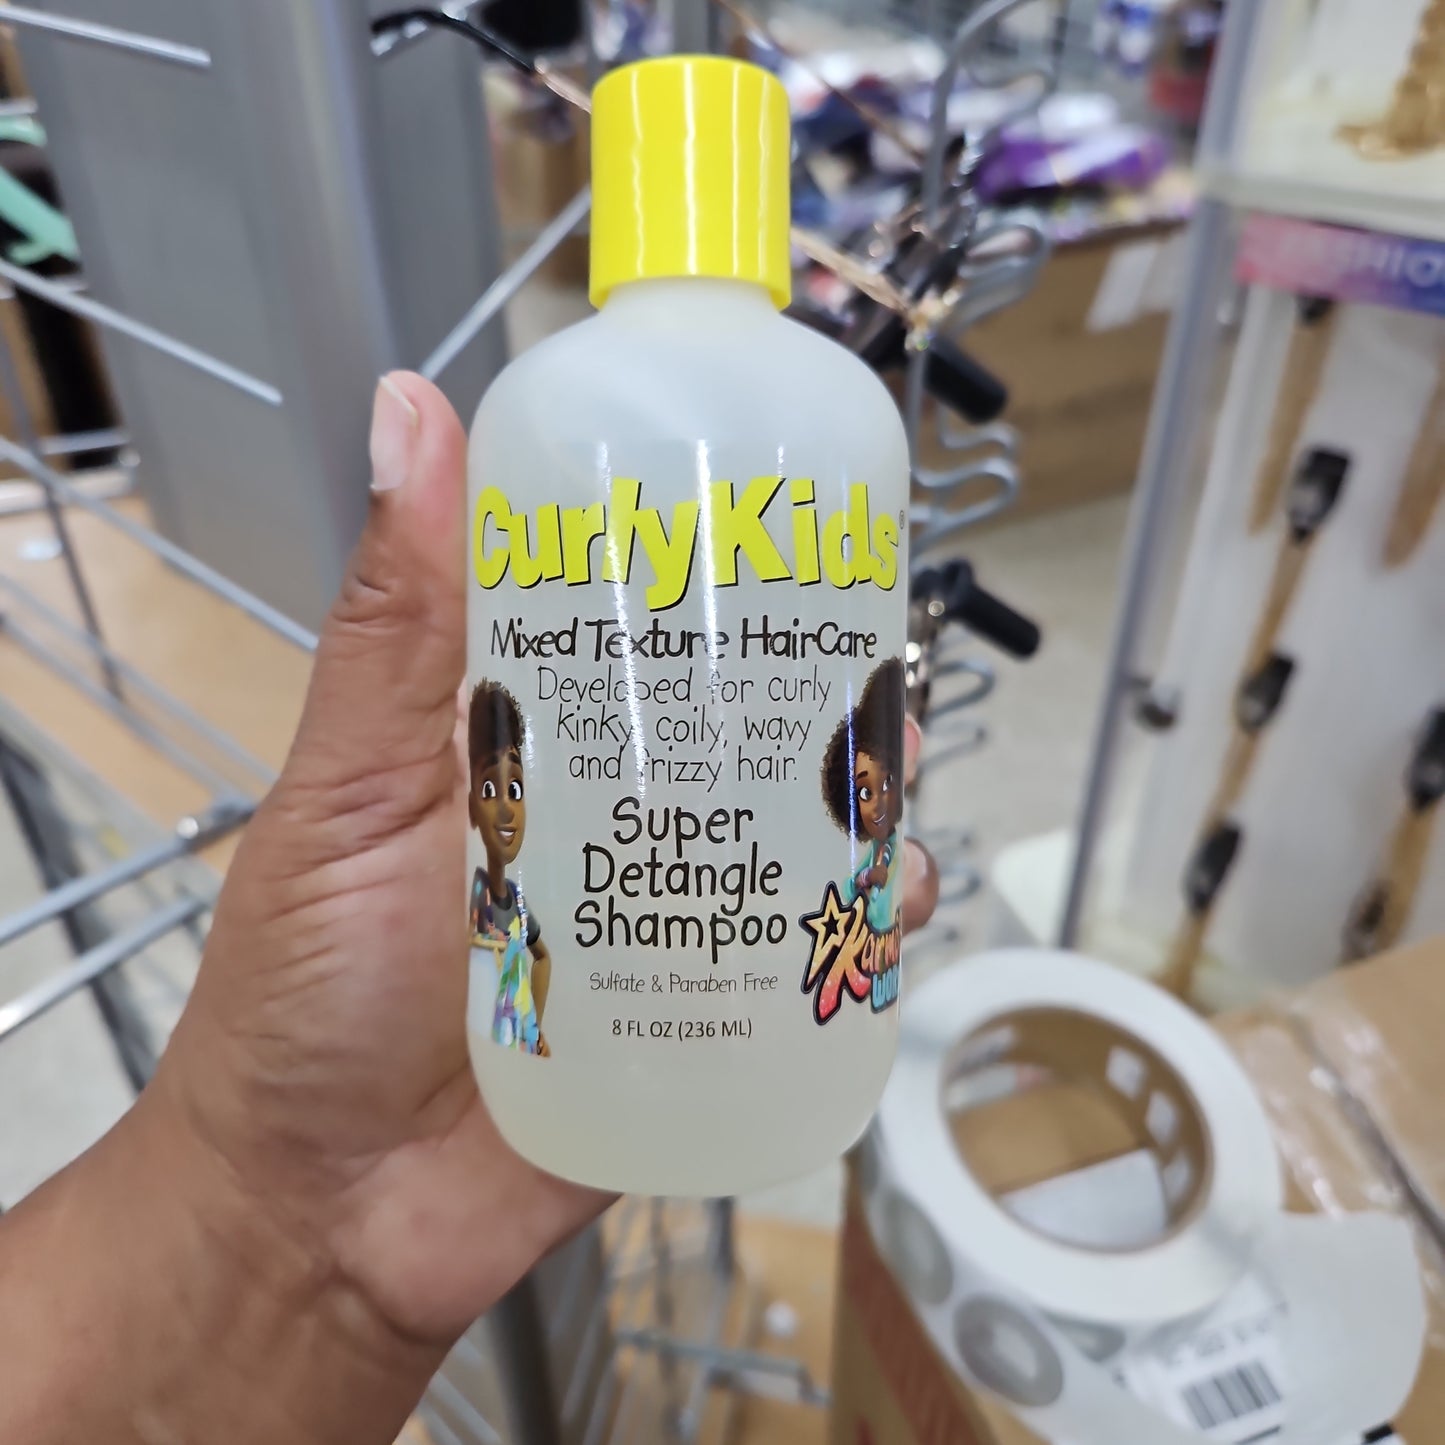 CurlyKids®
Mixed Texture HairCare
Developed for curly
kinky, coily, wavy
and frizzy hair.
Super
Detangle
Shampoo
Sulfate & Paraben Free
8 FL OZ (236 ML)